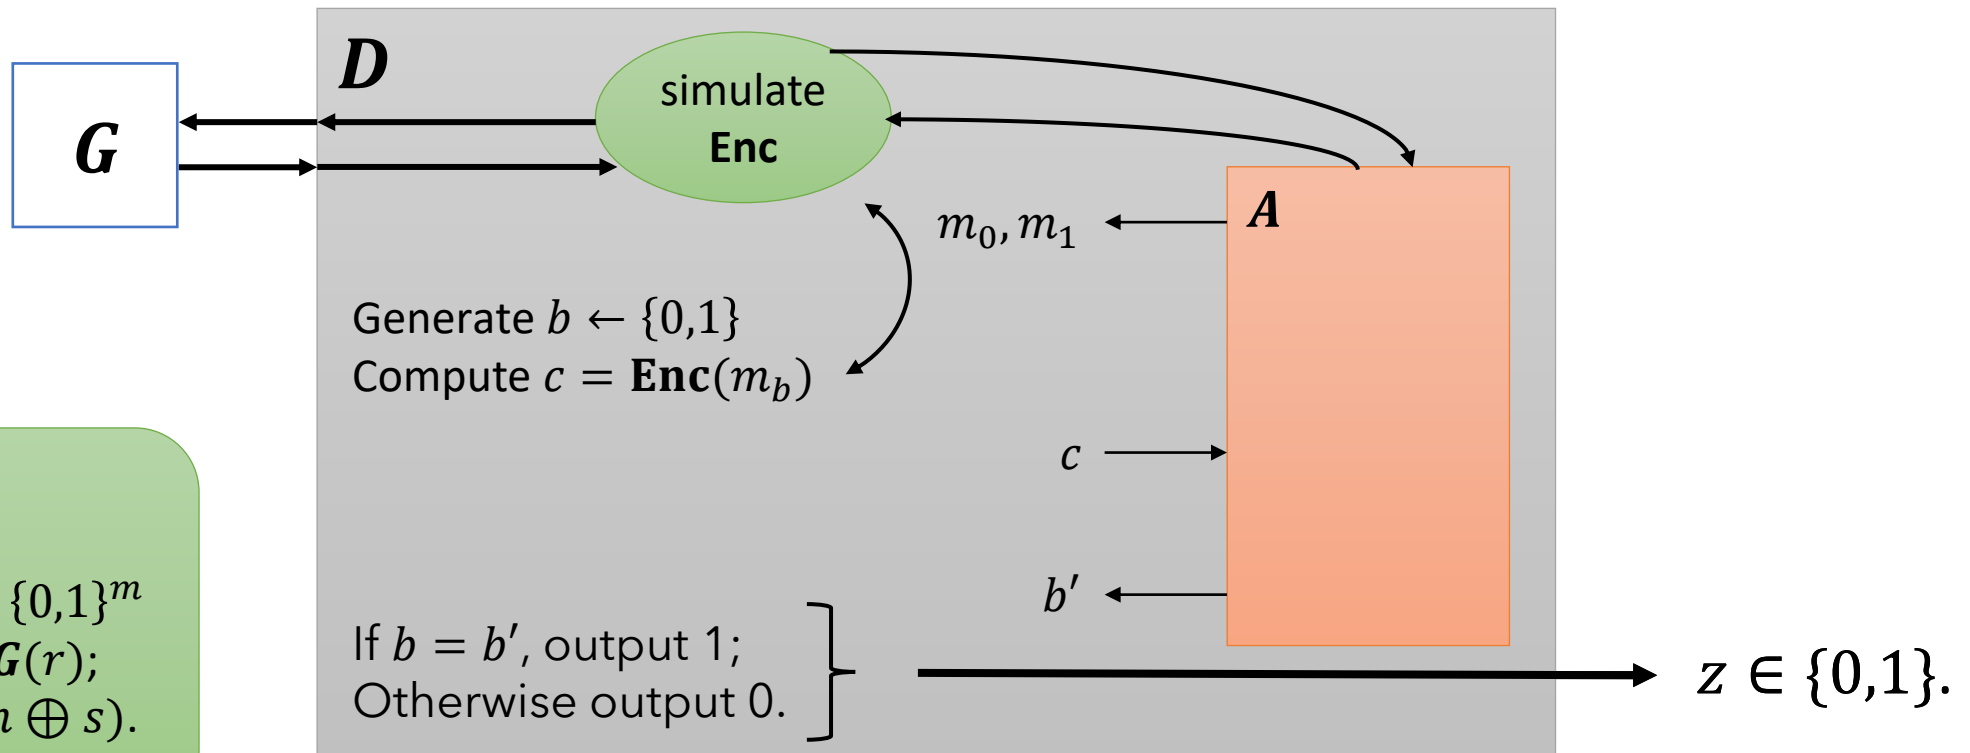 D
G
simulate
Enc
A
m₀, m₁
Generate b ← {0,1}
Compute c = Enc(m_b)
c
{0,1}ᵐ
G(r);
⊕ s).
b′
If b = b′, output 1;
Otherwise output 0.
z ∈ {0,1}.